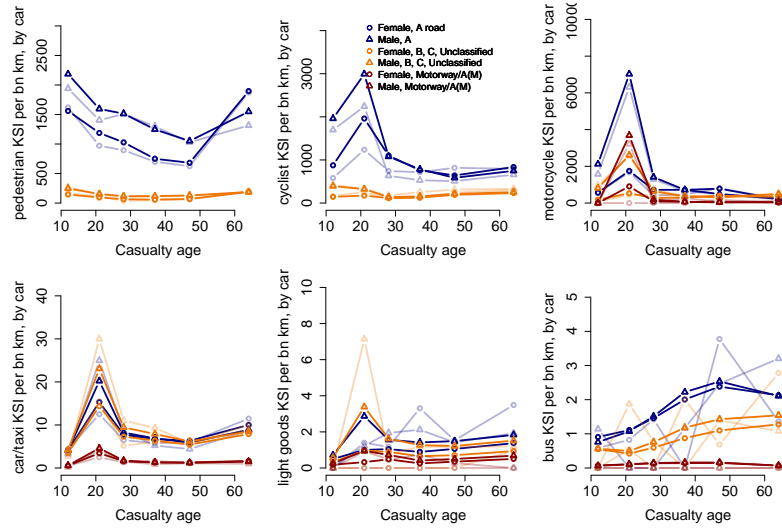 pedestrian KSI per bn km, by car
0
500
1500
2500
10 20 30 40 50 60
Casualty age
cyclist KSI per bn km, by car
0
1000
4000
10 20 30 40 50 60
Casualty age
Female, A road
Male, A
Female, B, C, Unclassified
Male, B, C, Unclassified
Female, Motorway/A(M)
Male, Motorway/A(M)
motorcycle KSI per bn km, by car
0
2000
6000
10000
10 20 30 40 50 60
Casualty age
car/taxi KSI per bn km, by car
0
10
20
30
40
10 20 30 40 50 60
Casualty age
light goods KSI per bn km, by car
0
2
4
6
8
10
10 20 30 40 50 60
Casualty age
bus KSI per bn km, by car
0
1
2
3
4
5
10 20 30 40 50 60
Casualty age